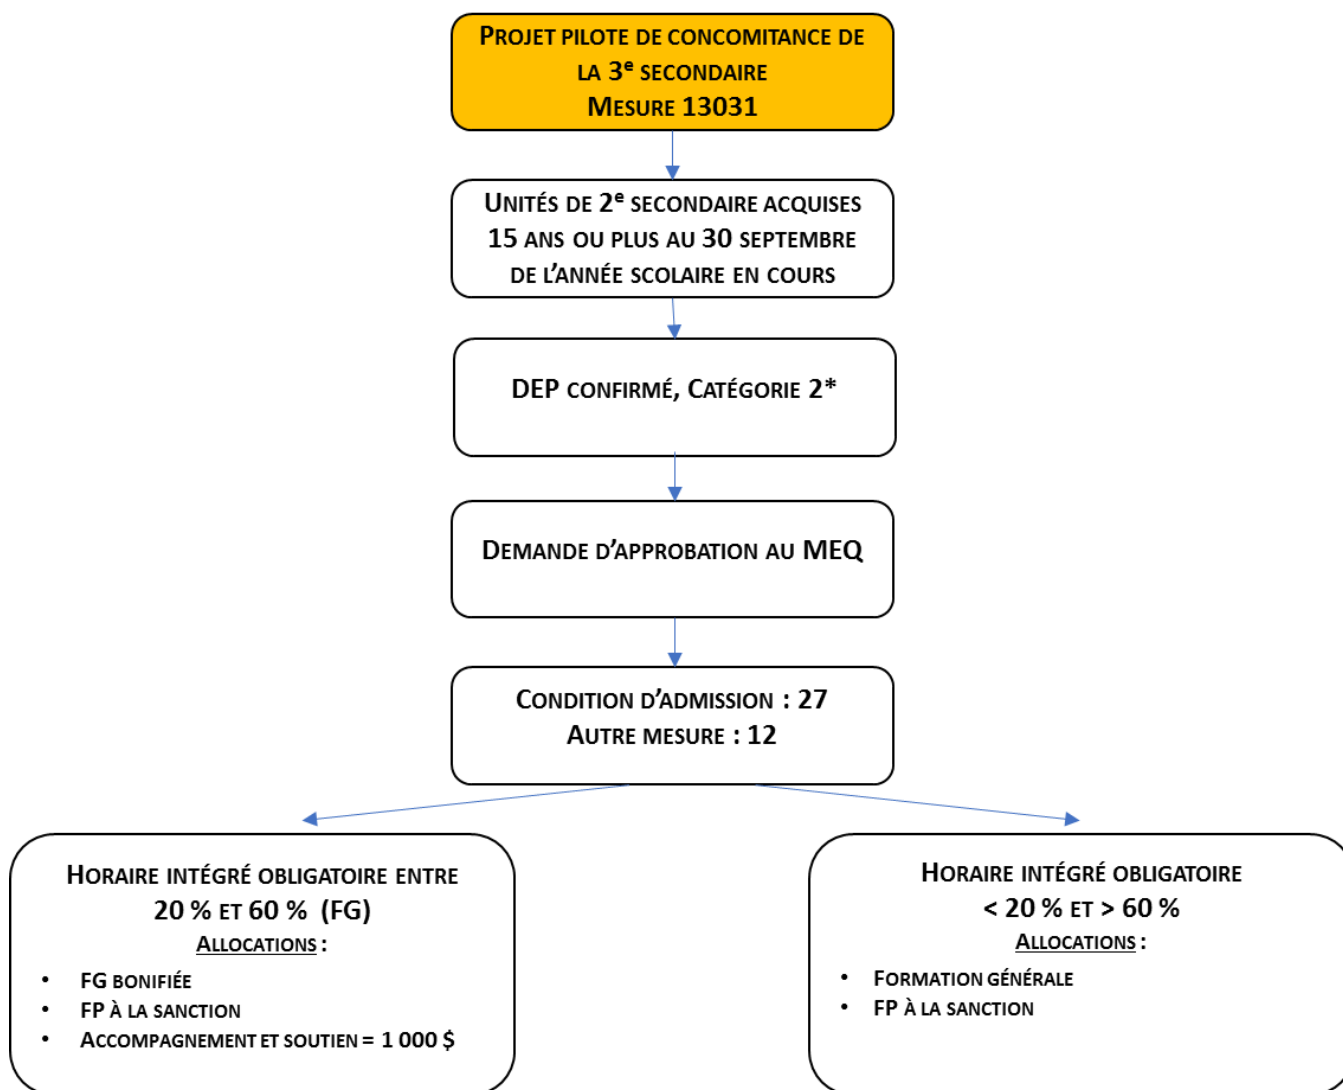 PROJET PILOTE DE CONCOMITANCE DE
LA 3e SECONDAIRE
MESURE 13031
UNITÉS DE 2e SECONDAIRE ACQUISES
15 ANS OU PLUS AU 30 SEPTEMBRE
DE L'ANNÉE SCOLAIRE EN COURS
DEP CONFIRMÉ, CATÉGORIE 2*
DEMANDE D'APPROBATION AU MEQ
CONDITION D'ADMISSION : 27
AUTRE MESURE : 12
HORAIRE INTÉGRÉ OBLIGATOIRE ENTRE
20 % ET 60 % (FG)
ALLOCATIONS :
• FG BONIFIÉE
• FP À LA SANCTION
• ACCOMPAGNEMENT ET SOUTIEN = 1 000 $
HORAIRE INTÉGRÉ OBLIGATOIRE
< 20 % ET > 60 %
ALLOCATIONS :
• FORMATION GÉNÉRALE
• FP À LA SANCTION